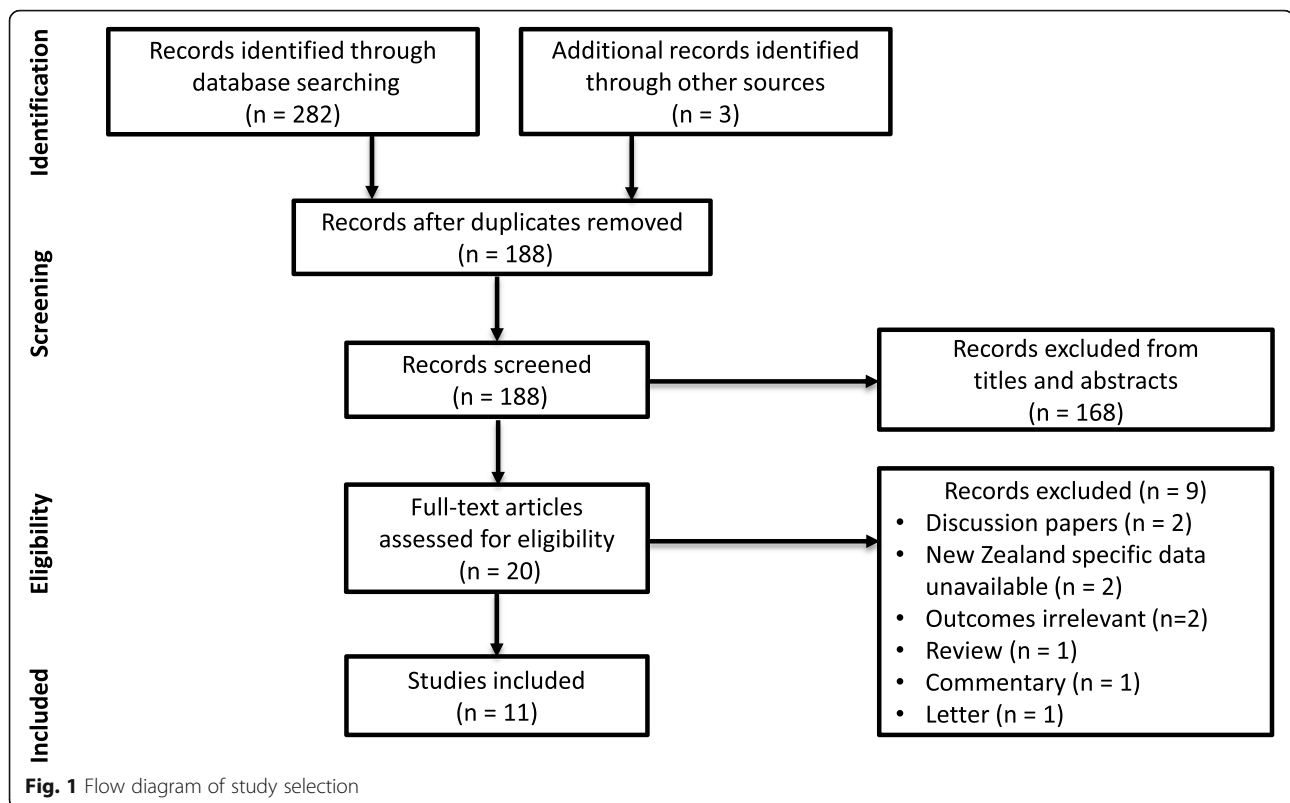 Identification
Records identified through
database searching
(n = 282)
Additional records identified
through other sources
(n = 3)
Screening
Records after duplicates removed
(n = 188)
Records screened
(n = 188)
Records excluded from
titles and abstracts
(n = 168)
Eligibility
Full-text articles
assessed for eligibility
(n = 20)
Records excluded (n = 9)
• Discussion papers (n = 2)
• New Zealand specific data
unavailable (n = 2)
• Outcomes irrelevant (n=2)
• Review (n = 1)
• Commentary (n = 1)
• Letter (n = 1)
Included
Studies included
(n = 11)
Fig. 1 Flow diagram of study selection